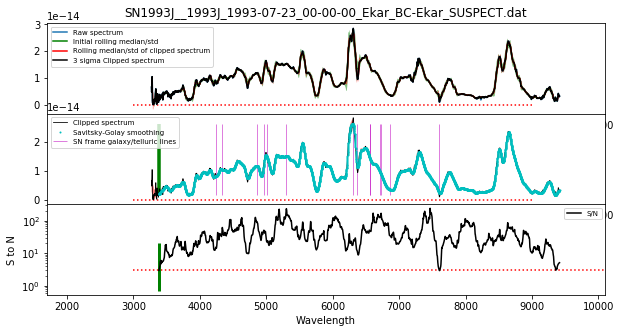 SN1993J__1993J_1993-07-23_00-00-00_Ekar_BC-Ekar_SUSPECT.dat
1e−14
3
2
1
0
Raw spectrum
Initial rolling median/std
Rolling median/std of clipped spectrum
3 sigma Clipped spectrum
1e−14
2
1
0
Clipped spectrum
Savitsky-Golay smoothing
SN frame galaxy/telluric lines
S to N
10²
10¹
10⁰
S/N
2000 3000 4000 5000 6000 7000 8000 9000 10000
Wavelength